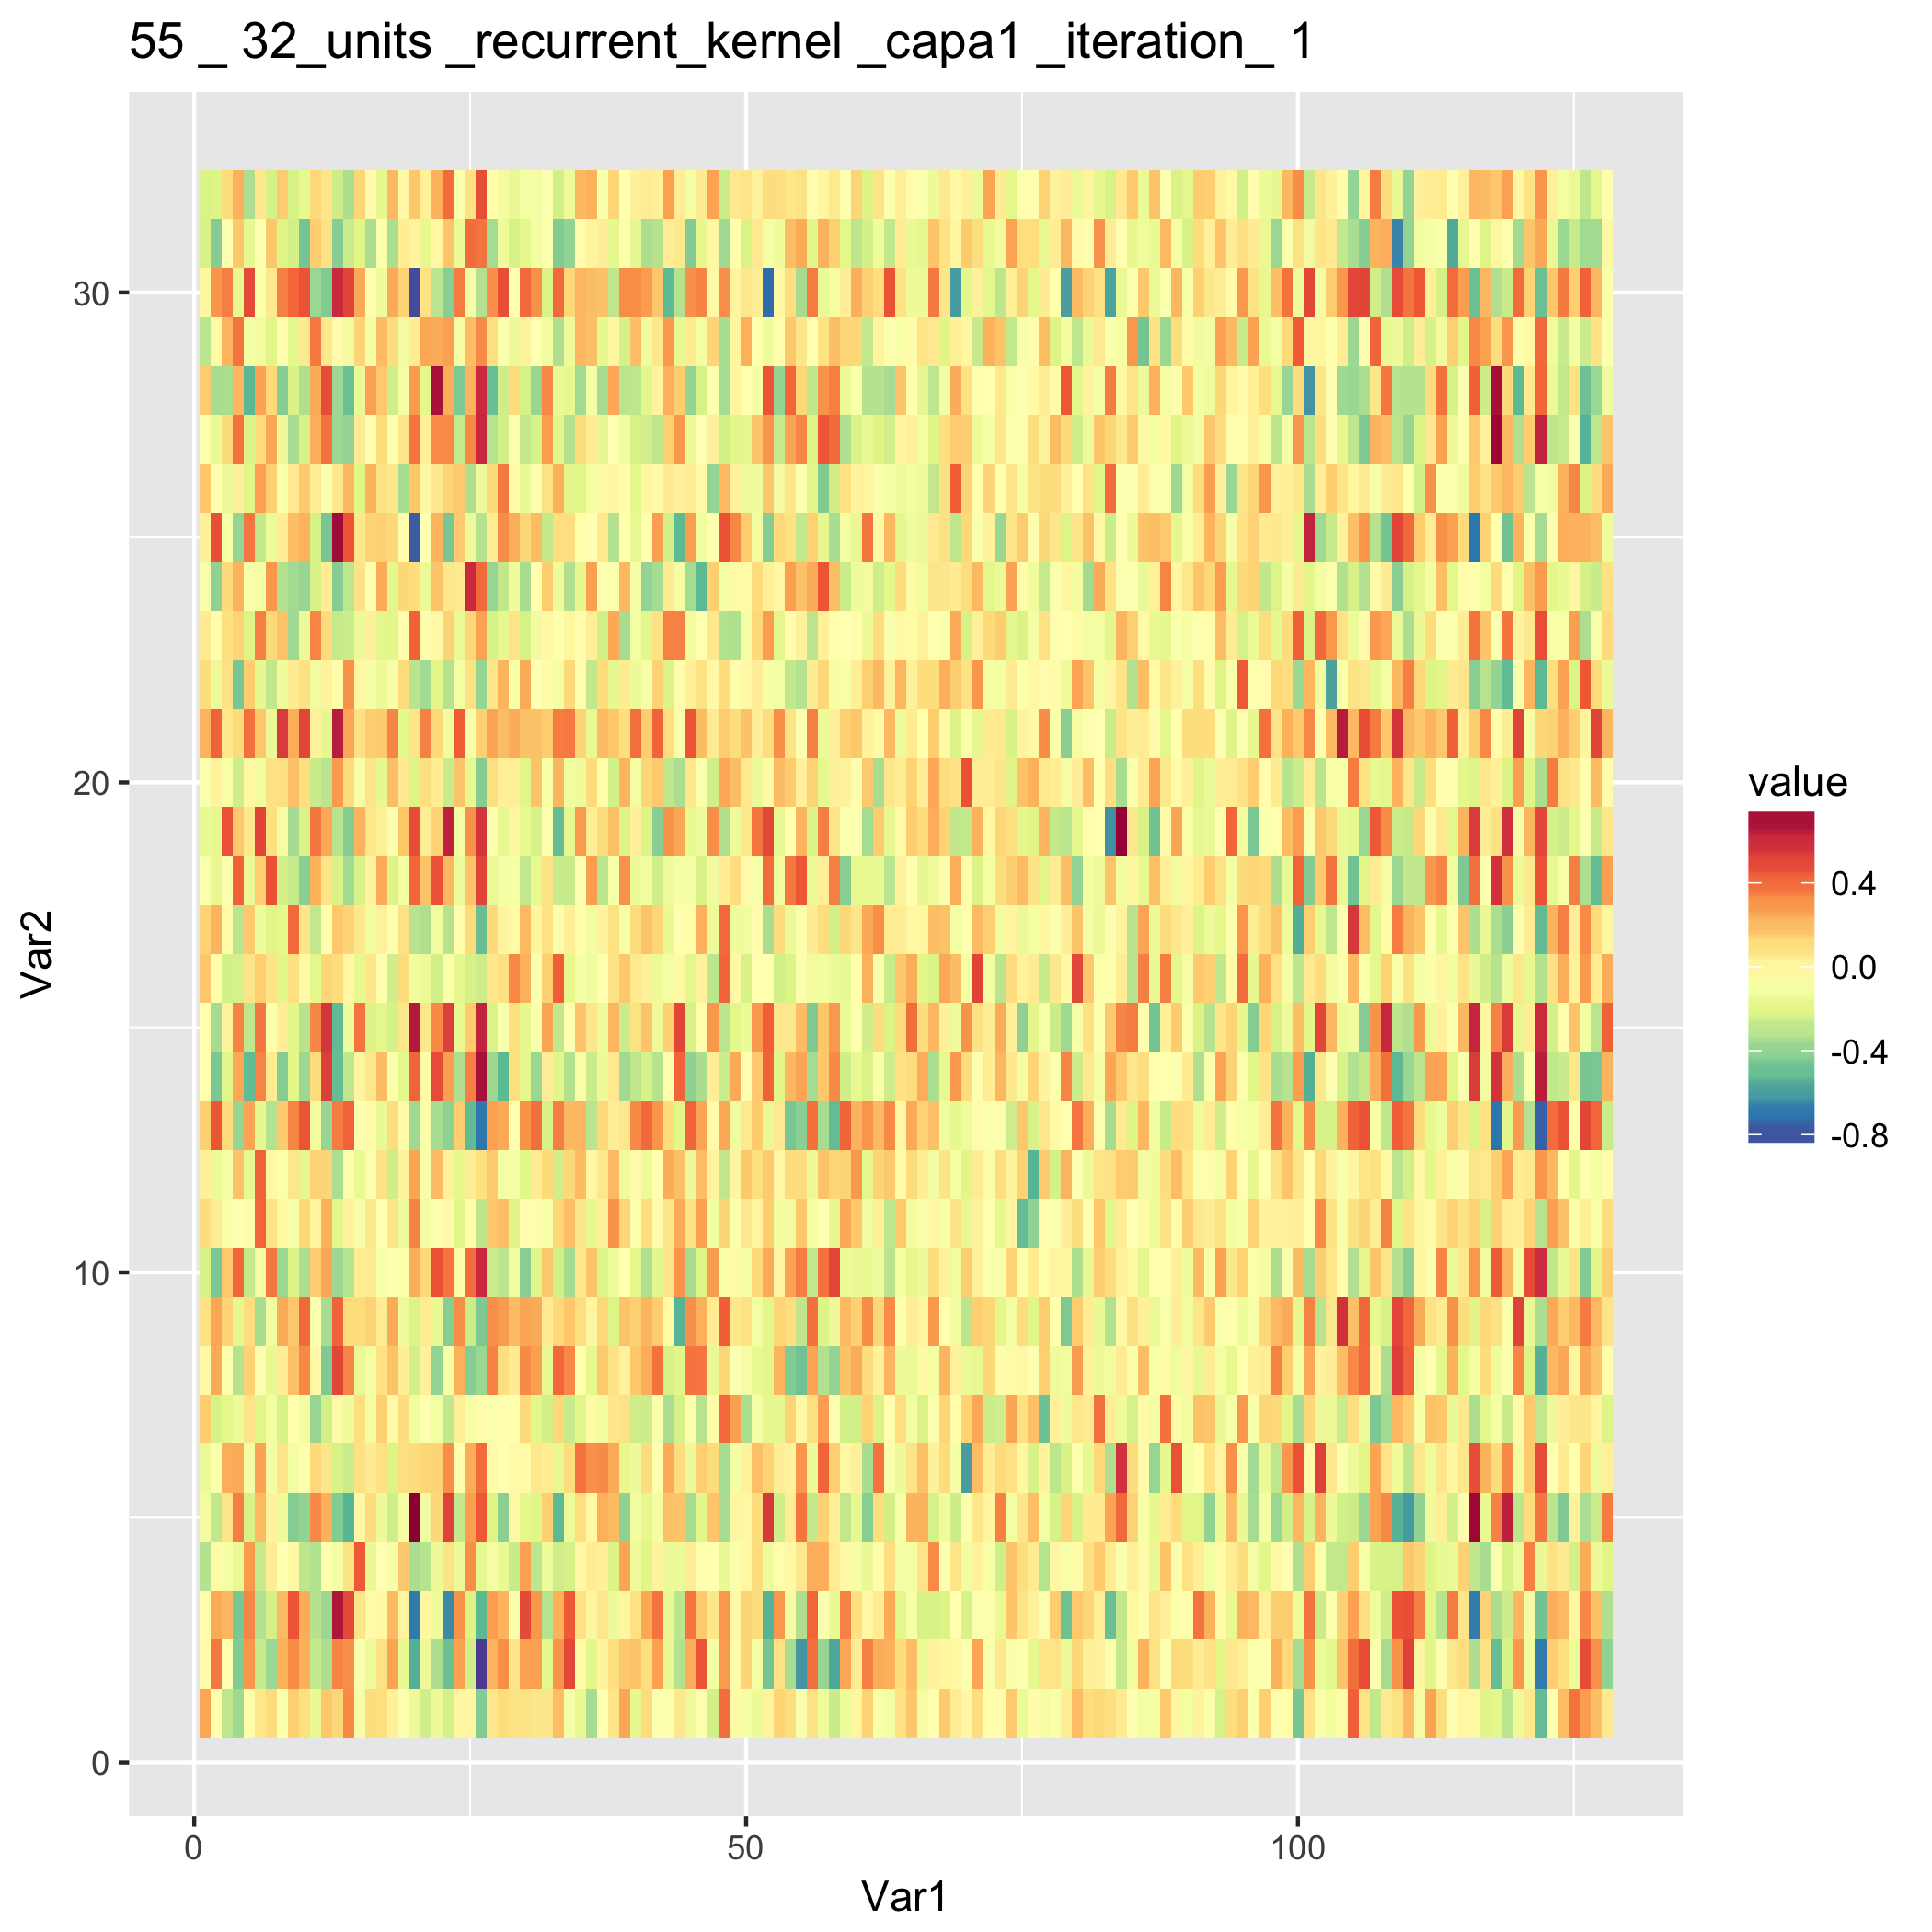 55 _ 32_units _recurrent_kernel _capa1 _iteration_ 1
30
20
10
0
Var2
0 50 100
Var1
value
0.4
0.0
-0.4
-0.8